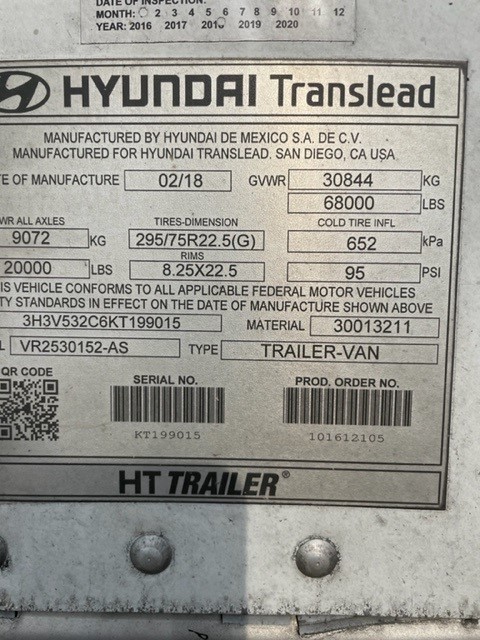 DATE OF INSPECTION:
MONTH: 2 3 4 5 6 7 8 9 10 11 12
YEAR: 2016 2017 2018 2019 2020
HYUNDAI Translead
MANUFACTURED BY HYUNDAI DE MEXICO S.A. DE C.V.
MANUFACTURED FOR HYUNDAI TRANSLEAD. SAN DIEGO, CA USA
E OF MANUFACTURE 02/18 GVWR 30844 KG
68000 LBS
WR ALL AXLES TIRES-DIMENSION COLD TIRE INFL
9072 KG 295/75R22.5(G) 652 kPa
RIMS
20000 LBS 8.25X22.5 95 PSI
IS VEHICLE CONFORMS TO ALL APPLICABLE FEDERAL MOTOR VEHICLES
TY STANDARDS IN EFFECT ON THE DATE OF MANUFACTURE SHOWN ABOVE
3H3V532C6KT199015 MATERIAL 30013211
L VR2530152-AS TYPE TRAILER-VAN
QR CODE SERIAL NO. PROD. ORDER NO.
KT199015 101612105
HT TRAILER®